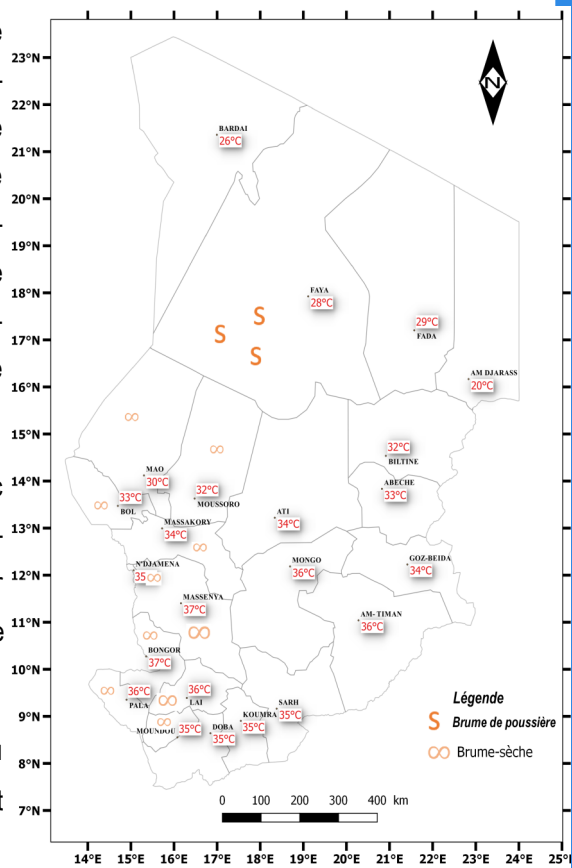 23°N
22°N
21°N
20°N
19°N
18°N
17°N
16°N
15°N
14°N
13°N
12°N
11°N
10°N
9°N
8°N
7°N
N
BARDAI
26°C
FAYA
28°C
29°C
FADA
AM DJARASS
20°C
32°C
BILTINE
MAO
30°C
ABECHE
33°C
33°C
BOL
32°C
MOUSSORO
ATI
34°C
MASSAKORY
34°C
N'DJAMENA
35
MONGO
36°C
GOZ-BEIDA
34°C
MASSENYA
37°C
AM- TIMAN
36°C
BONGOR
37°C
36°C
PALA
36°C
LAI
SARH
35°C
KOUMRA
35°C
MOUNDOU
35°C
DOBA
35°C
Légende
S Brume de poussière
∞ Brume-sèche
0 100 200 300 400 km
14°E 15°E 16°E 17°E 18°E 19°E 20°E 21°E 22°E 23°E 24°E 25°